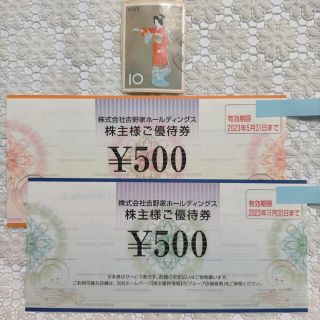 10
株式会社吉野家ホールディングス
株主様ご優待券
¥500
有効期限
2023年5月31日まで
株式会社吉野家ホールディングス
株主様ご優待券
¥500
有効期限
2023年11月30日まで